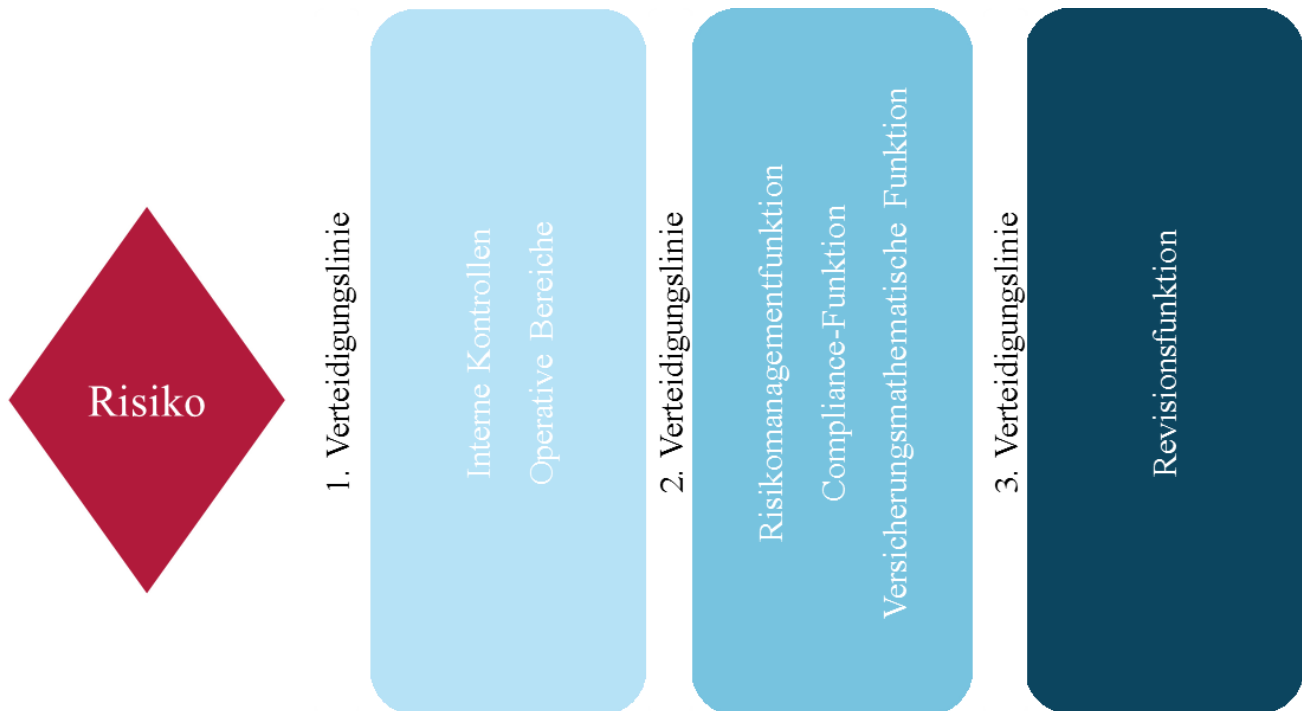 Risiko
1. Verteidigungslinie
Interne Kontrollen
Operative Bereiche
2. Verteidigungslinie
Risikomanagementfunktion
Compliance-Funktion
Versicherungsmathematische Funktion
3. Verteidigungslinie
Revisionsfunktion